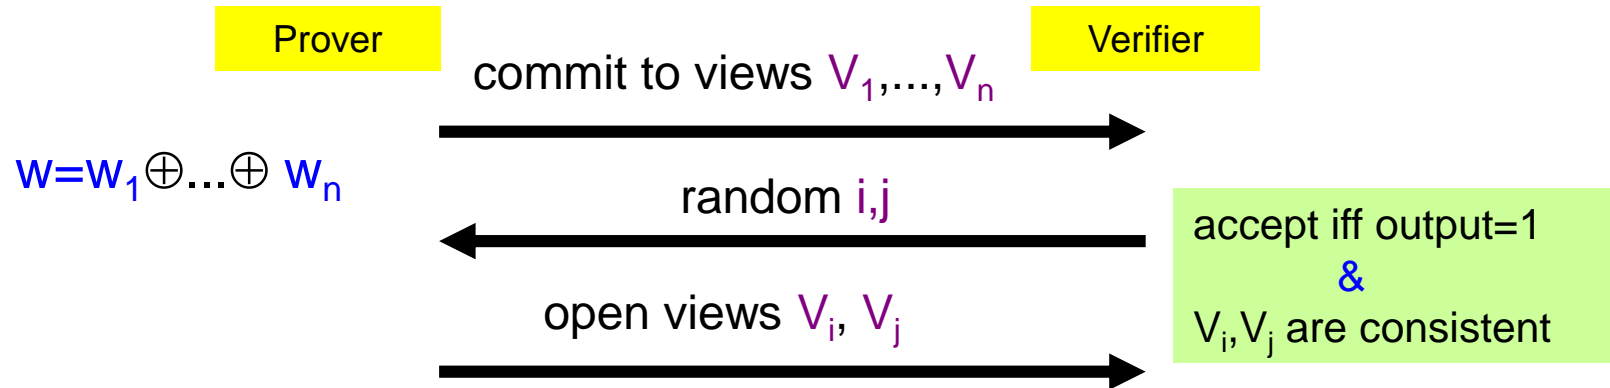 Prover
Verifier
commit to views V₁,...,Vₙ
w=w₁⊕...⊕ wₙ
random i,j
accept iff output=1
&
Vᵢ,Vⱼ are consistent
open views Vᵢ, Vⱼ